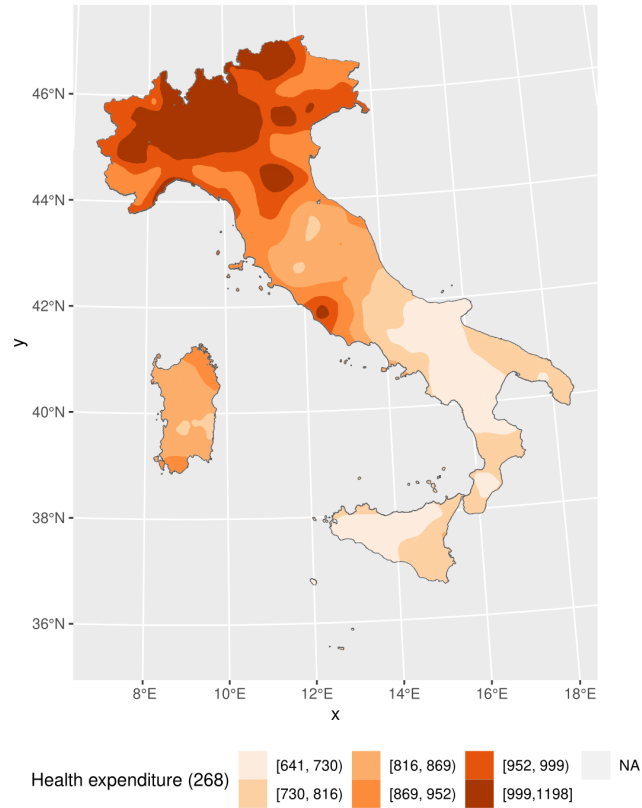 46°N
44°N
42°N
40°N
38°N
36°N
y
8°E 10°E 12°E 14°E 16°E 18°E
x
Health expenditure (268)
[641, 730) [816, 869) [952, 999) NA
[730, 816) [869, 952) [999,1198]